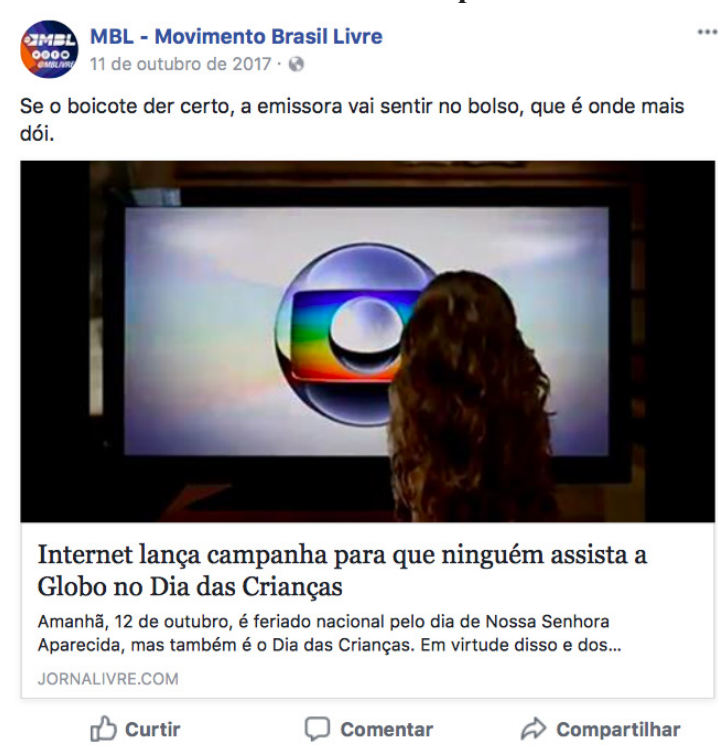 MBL - Movimento Brasil Livre
11 de outubro de 2017 ·
Se o boicote der certo, a emissora vai sentir no bolso, que é onde mais
dói.
Internet lança campanha para que ninguém assista a
Globo no Dia das Crianças
Amanhã, 12 de outubro, é feriado nacional pelo dia de Nossa Senhora
Aparecida, mas também é o Dia das Crianças. Em virtude disso e dos...
JORNALIVRE.COM
Curtir
Comentar
Compartilhar